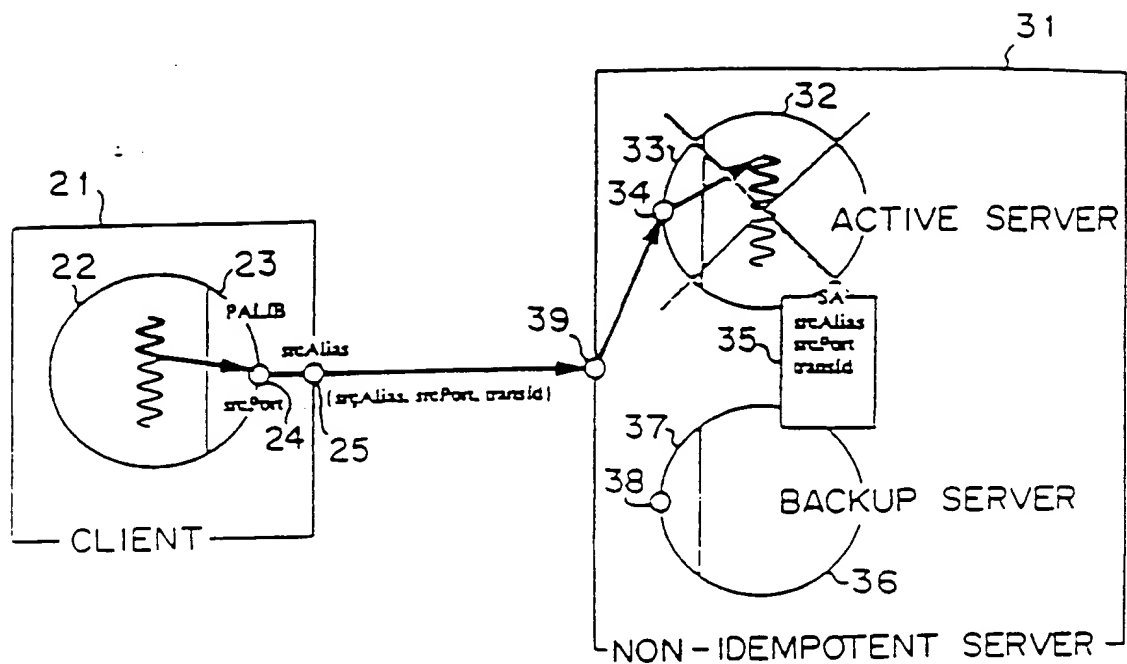 31
32
33
34
ACTIVE SERVER
21
22
23
PALIB
39
SA
srcAlias
srcPort
transid
35
srcAlias
(srcAlias, srcPort, transid)
srcPort
24
25
37
38
BACKUP SERVER
36
CLIENT
NON-IDEMPOTENT SERVER